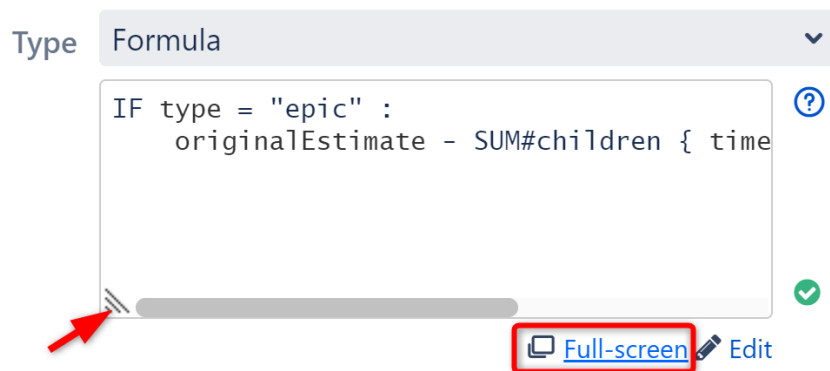 Type Formula
IF type = "epic" :
originalEstimate - SUM#children { time
Full-screen Edit